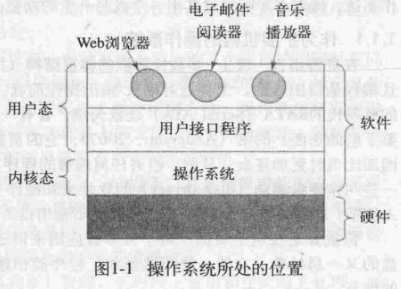 电子邮件 音乐
Web浏览器 阅读器 播放器
用户态
用户接口程序
软件
内核态
操作系统
硬件
图1-1 操作系统所处的位置